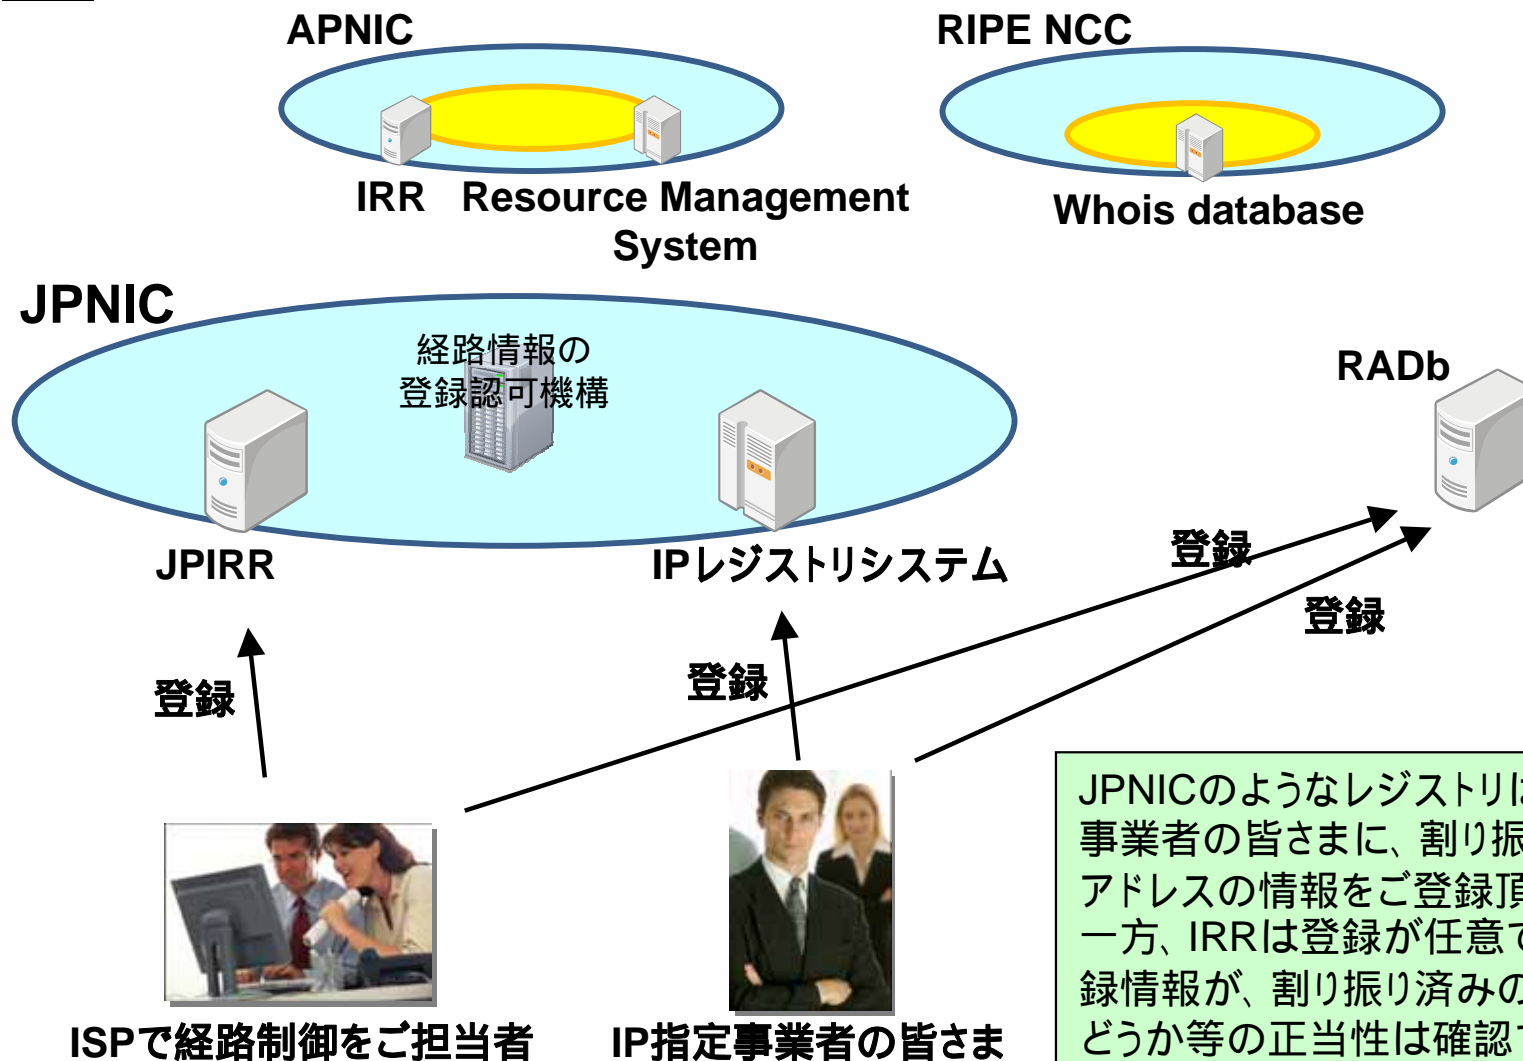 APNIC
RIPE NCC
IRR
Resource Management
System
Whois database
JPNIC
経路情報の
登録認可機構
RADb
JPIRR
IPレジストリシステム
登録
登録
登録
登録
JPNICのようなレジストリは
事業者の皆さまに、割り振
アドレスの情報をご登録頂
一方、IRRは登録が任意で
録情報が、割り振り済みの
どうか等の正当性は確認
ISPで経路制御をご担当者
IP指定事業者の皆さま